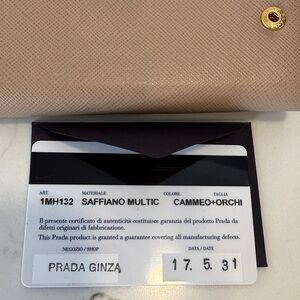 ART. MATERIALE COLORE TAGLIA
1MH132 SAFFIANO MULTIC CAMMEO+ORCHI
Il presente certificato di autenticità costituisce garanzia del prodotto Prada da
difetti originari di fabbricazione.
This Prada product is granted a guarantee covering all manufacturing defects.
NEGOZIO / SHOP DATA / DATE
PRADA GINZA 17. 5. 31